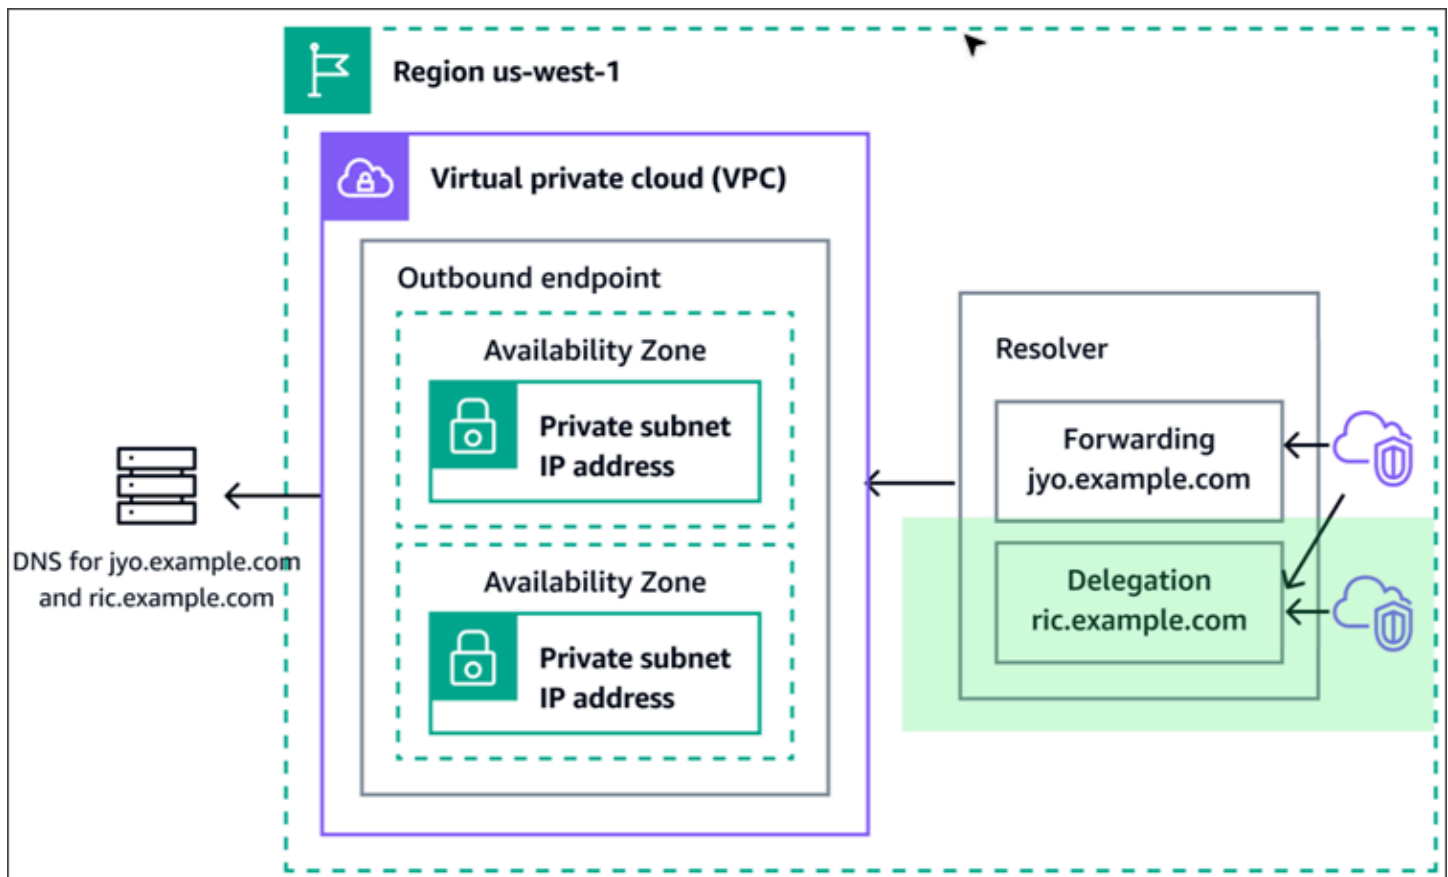 Region us-west-1
Virtual private cloud (VPC)
Outbound endpoint
Availability Zone
Private subnet
IP address
Availability Zone
Private subnet
IP address
Resolver
Forwarding
jyo.example.com
Delegation
ric.example.com
DNS for jyo.example.com
and ric.example.com